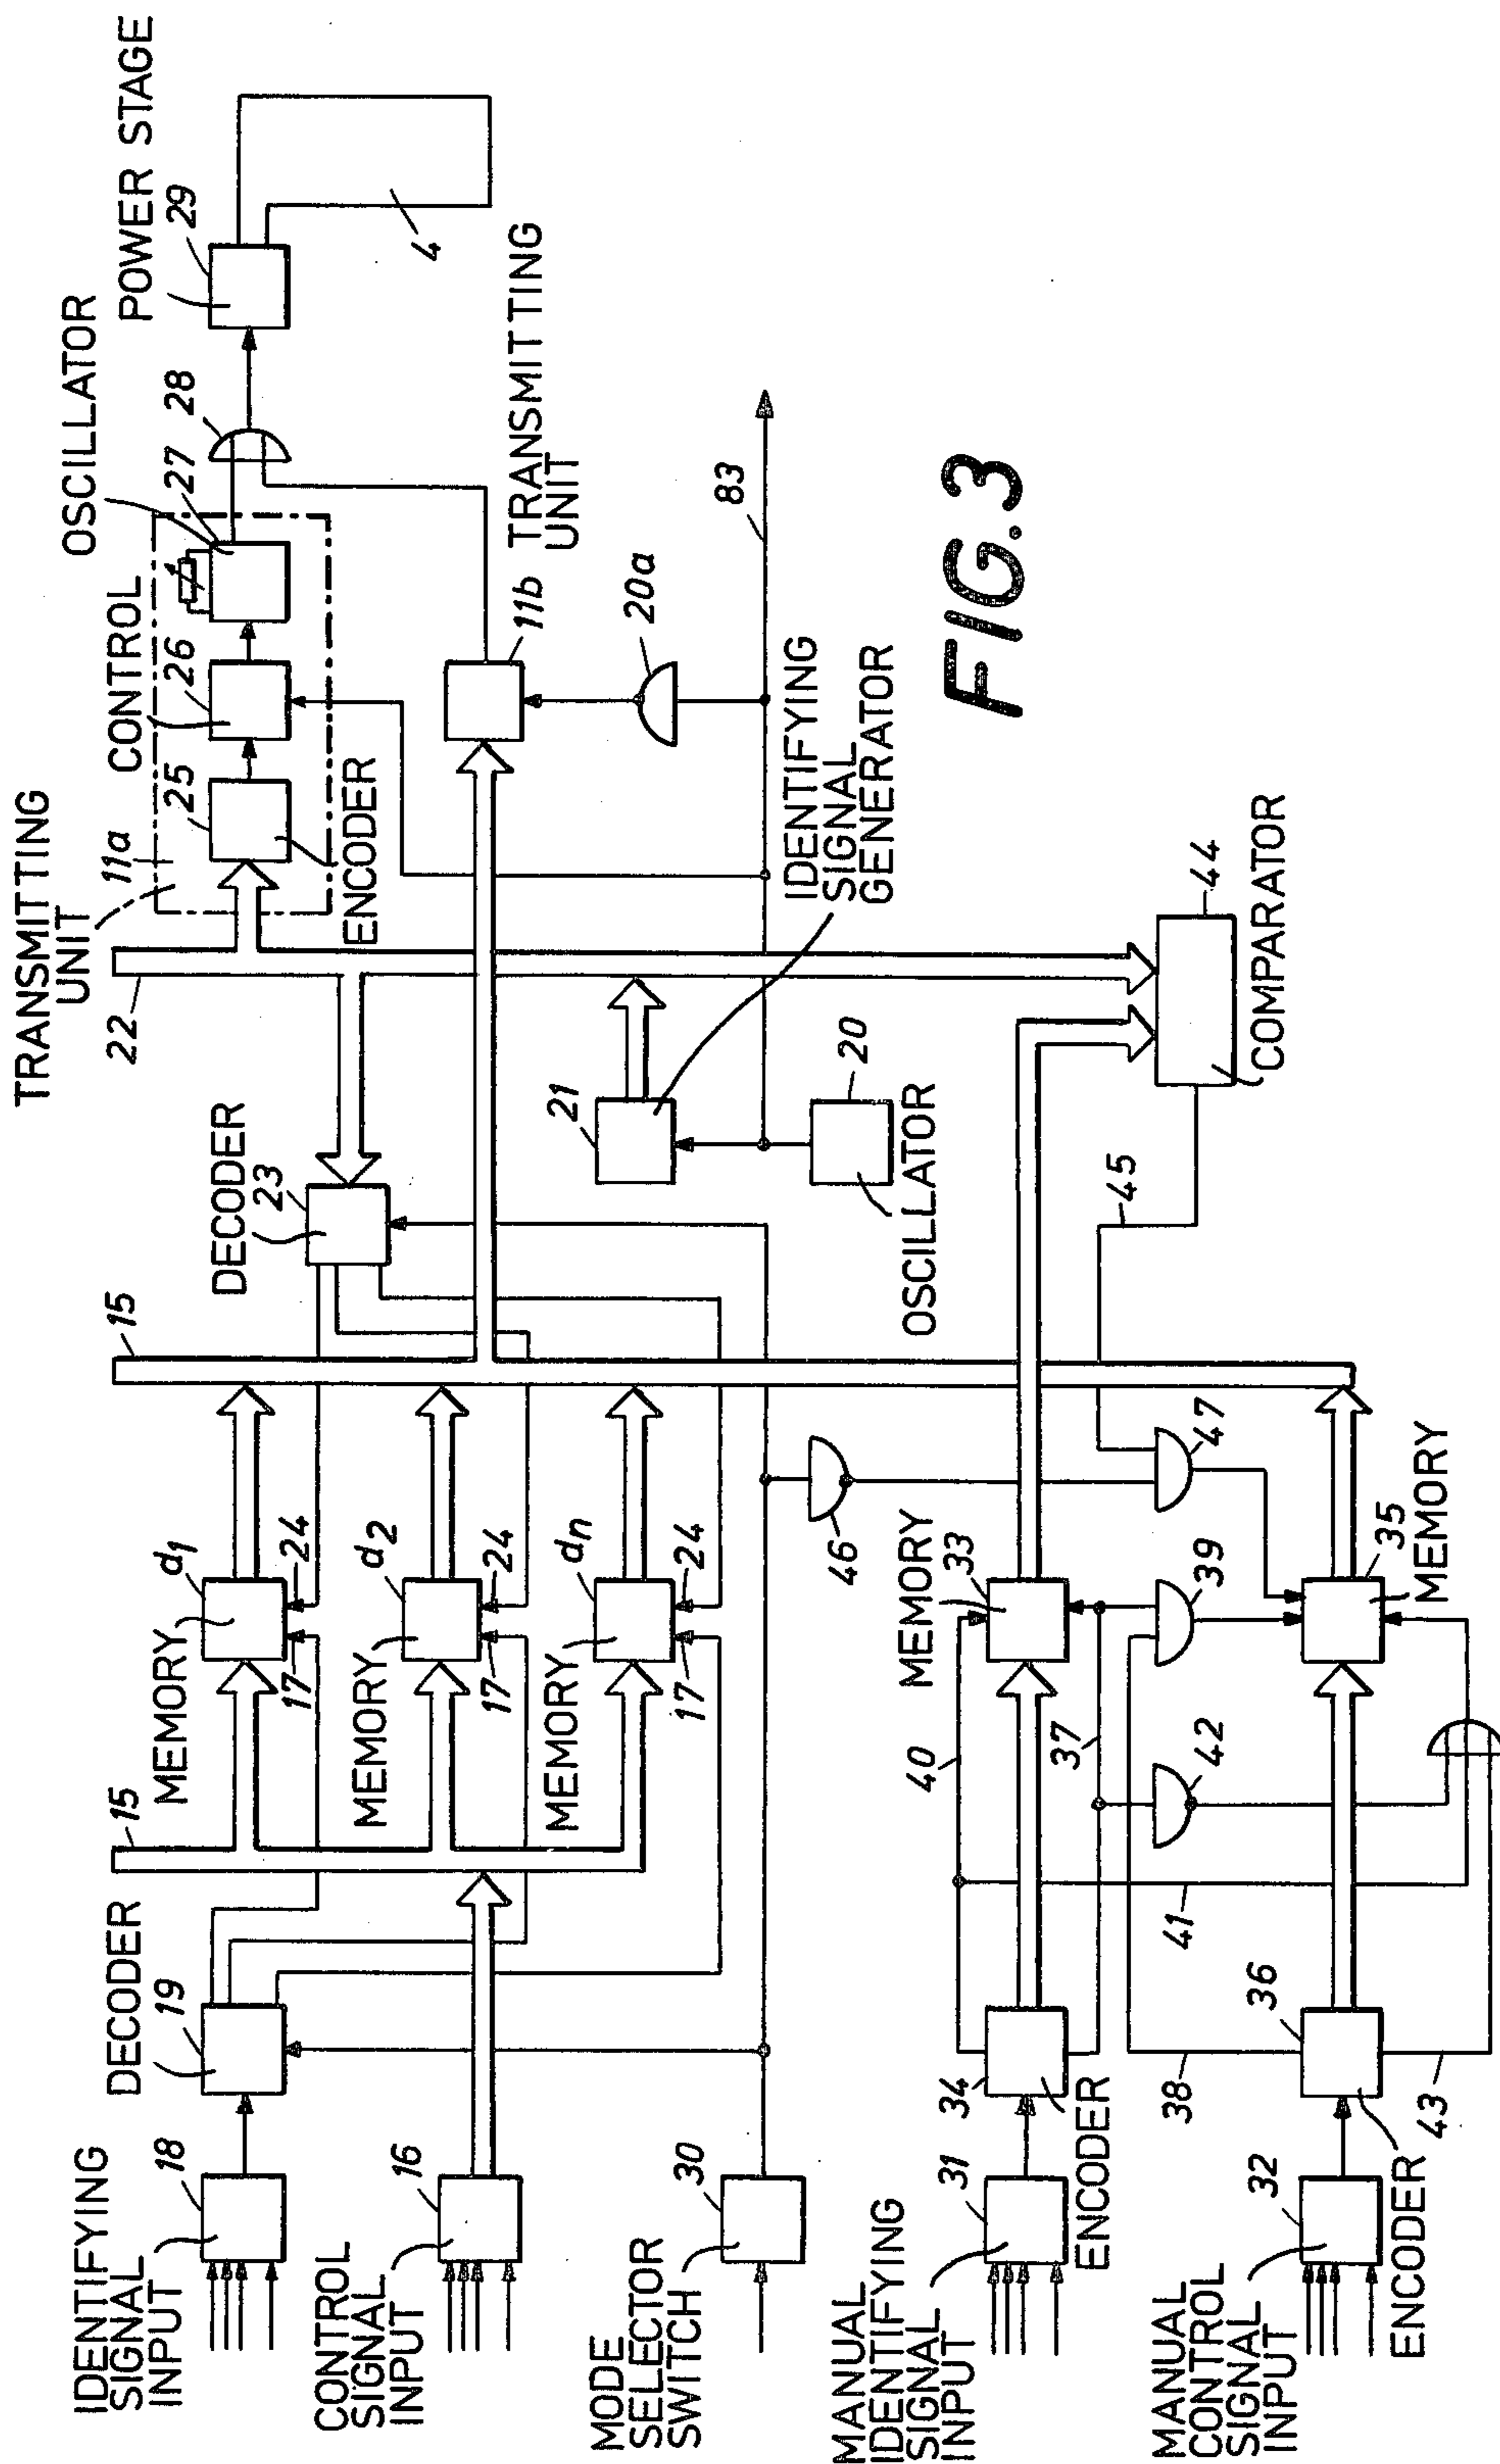 IDENTIFYING
SIGNAL
INPUT
18
DECODER
19
15
MEMORY
d1
17
24
15
DECODER
23
TRANSMITTING
UNIT
22
11a
CONTROL
25
26
27
OSCILLATOR
ENCODER
28
POWER STAGE
29
4
CONTROL
SIGNAL
INPUT
16
MEMORY
d2
17
24
11b
TRANSMITTING
UNIT
MEMORY
dn
17
24
21
20a
MODE
SELECTOR
SWITCH
30
46
OSCILLATOR
20
IDENTIFYING
SIGNAL
GENERATOR
83
MANUAL
IDENTIFYING
SIGNAL
INPUT
31
34
ENCODER
40
MEMORY
33
37
45
FIG.3
MANUAL
CONTROL
SIGNAL
INPUT
32
36
ENCODER
38
43
41
42
39
47
35
MEMORY
44
COMPARATOR